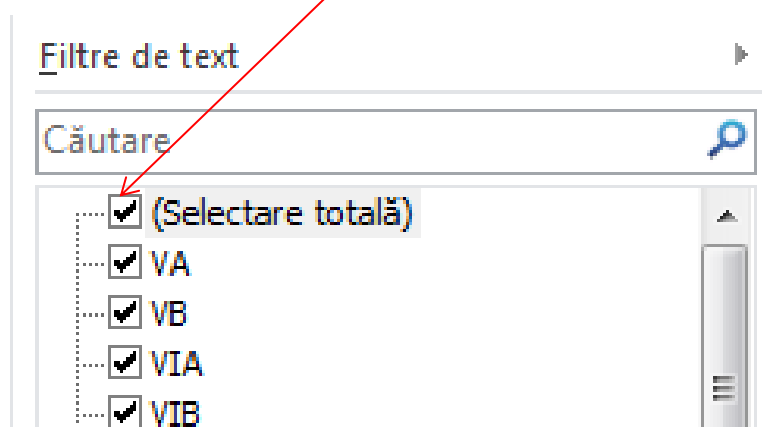 Filtre de text
Căutare
(Selectare totală)
VA
VB
VIA
VIB